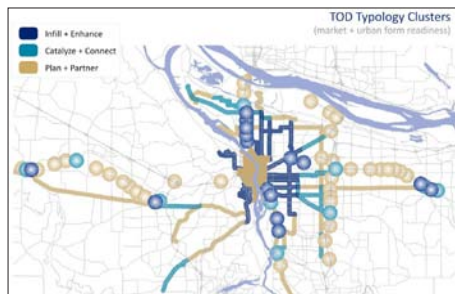 TOD Typology Clusters
(market + urban form readiness)
Infill + Enhance
Catalyze + Connect
Plan + Partner